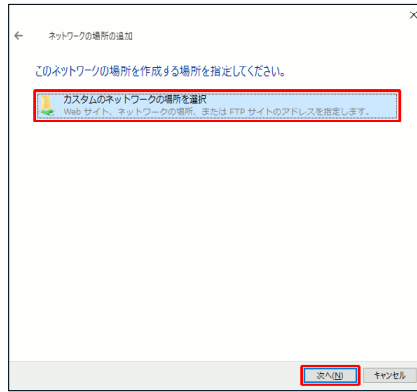 ネットワークの場所の追加
このネットワークの場所を作成する場所を指定してください。
カスタムのネットワークの場所を選択
Web サイト、ネットワークの場所、または FTP サイトのアドレスを指定します。
次へ(N) キャンセル